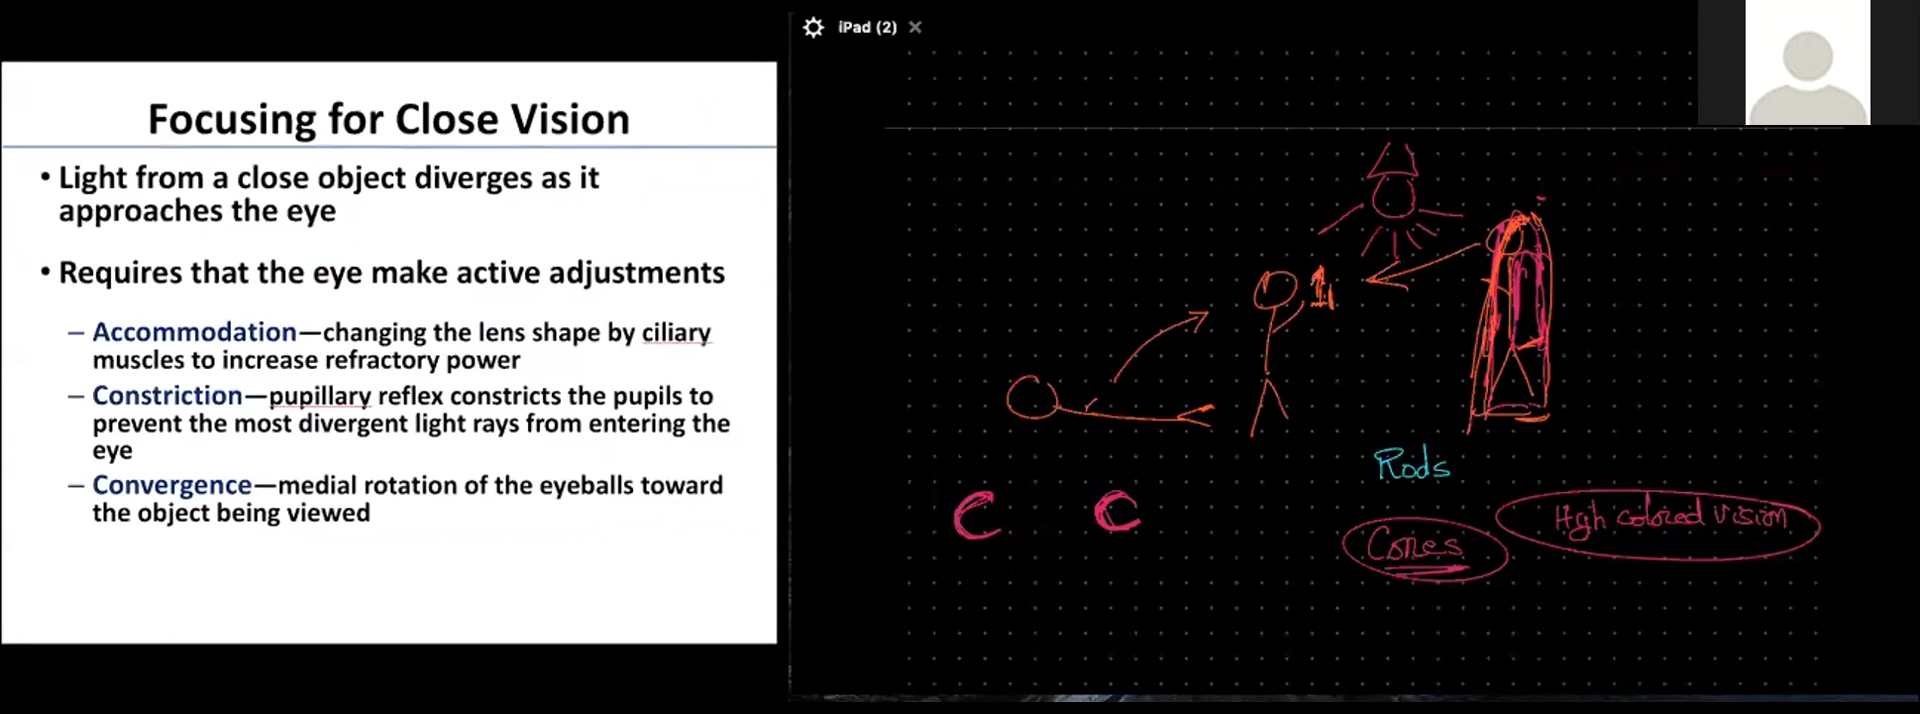 iPad (2)
Focusing for Close Vision
• Light from a close object diverges as it
approaches the eye
• Requires that the eye make active adjustments
– Accommodation—changing the lens shape by ciliary
muscles to increase refractory power
– Constriction—pupillary reflex constricts the pupils to
prevent the most divergent light rays from entering the
eye
– Convergence—medial rotation of the eyeballs toward
the object being viewed
Rods
Cones
High colored vision
C C